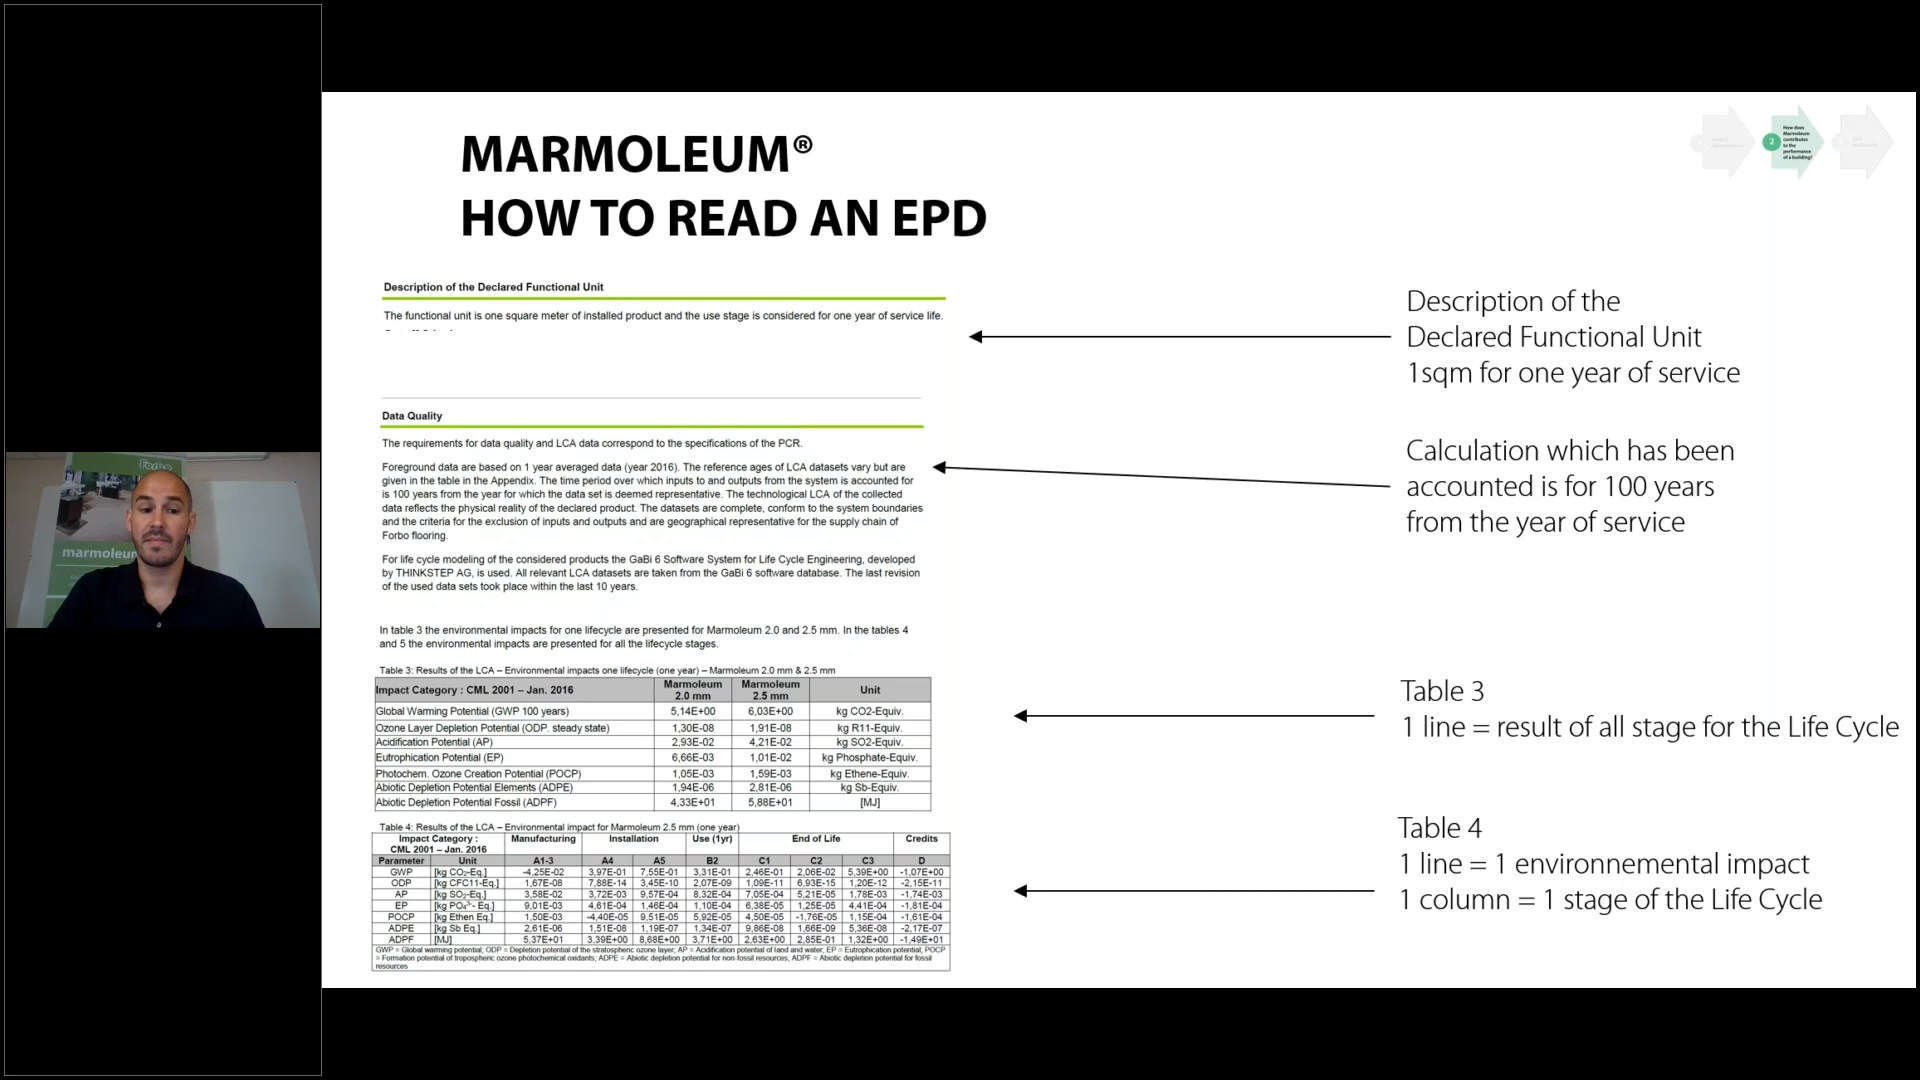 MARMOLEUM®
HOW TO READ AN EPD
2
How does
Marmoleum
contributes
to the
performance
of a building?
Description of the Declared Functional Unit
The functional unit is one square meter of installed product and the use stage is considered for one year of service life.
Description of the
Declared Functional Unit
1sqm for one year of service
Data Quality
The requirements for data quality and LCA data correspond to the specifications of the PCR.
Foreground data are based on 1 year averaged data (year 2016). The reference ages of LCA datasets vary but are
given in the table in the Appendix. The time period over which inputs to and outputs from the system is accounted for
is 100 years from the year for which the data set is deemed representative. The technological LCA of the collected
data reflects the physical reality of the declared product. The datasets are complete, conform to the system boundaries
and the criteria for the exclusion of inputs and outputs and are geographical representative for the supply chain of
Forbo flooring.
For life cycle modeling of the considered products the GaBi 6 Software System for Life Cycle Engineering, developed
by THINKSTEP AG, is used. All relevant LCA datasets are taken from the GaBi 6 software database. The last revision
of the used data sets took place within the last 10 years.
Calculation which has been
accounted is for 100 years
from the year of service
marmoleum
In table 3 the environmental impacts for one lifecycle are presented for Marmoleum 2.0 and 2.5 mm. In the tables 4
and 5 the environmental impacts are presented for all the lifecycle stages.
Table 3: Results of the LCA – Environmental impacts one lifecycle (one year) – Marmoleum 2.0 mm & 2.5 mm
Impact Category : CML 2001 – Jan. 2016 Marmoleum 2.0 mm Marmoleum 2.5 mm Unit
Global Warming Potential (GWP 100 years) 5,14E+00 6,03E+00 kg CO2-Equiv.
Ozone Layer Depletion Potential (ODP. steady state) 1,30E-08 1,91E-08 kg R11-Equiv.
Acidification Potential (AP) 2,93E-02 4,21E-02 kg SO2-Equiv.
Eutrophication Potential (EP) 6,66E-03 1,01E-02 kg Phosphate-Equiv.
Photochem. Ozone Creation Potential (POCP) 1,05E-03 1,59E-03 kg Ethene-Equiv.
Abiotic Depletion Potential Elements (ADPE) 1,94E-06 2,81E-06 kg Sb-Equiv.
Abiotic Depletion Potential Fossil (ADPF) 4,33E+01 5,88E+01 [MJ]
Table 3
1 line = result of all stage for the Life Cycle
Table 4: Results of the LCA – Environmental impact for Marmoleum 2.5 mm (one year)
Impact Category : CML 2001 – Jan. 2016 Manufacturing Installation Use (1yr) End of Life Credits
Parameter Unit A1-3 A4 A5 B2 C1 C2 C3 D
GWP [kg CO₂-Eq.] -4,25E-02 3,97E-01 7,55E-01 3,31E-01 2,46E-01 2,06E-02 5,39E+00 -1,07E+00
ODP [kg CFC11-Eq.] 1,67E-08 7,88E-14 3,45E-10 2,07E-09 1,09E-11 6,93E-15 1,20E-12 -2,15E-11
AP [kg SO₂-Eq.] 3,58E-02 3,72E-03 9,57E-04 8,32E-04 7,05E-04 5,21E-05 1,78E-03 -1,74E-03
EP [kg PO₄³⁻- Eq.] 9,01E-03 4,61E-04 1,46E-04 1,10E-04 6,38E-05 1,25E-05 4,41E-04 -1,81E-04
POCP [kg Ethen Eq.] 1,50E-03 -4,40E-05 9,51E-05 5,92E-05 4,50E-05 -1,76E-05 1,15E-04 -1,61E-04
ADPE [kg Sb Eq.] 2,61E-06 1,51E-08 1,19E-07 1,34E-07 9,86E-08 1,66E-09 5,36E-08 -2,17E-07
ADPF [MJ] 5,37E+01 3,39E+00 8,68E+00 3,71E+00 2,63E+00 2,85E-01 1,32E+00 -1,49E+01
GWP = Global warming potential; ODP = Depletion potential of the stratospheric ozone layer; AP = Acidification potential of land and water; EP = Eutrophication potential; POCP
= Formation potential of tropospheric ozone photochemical oxidants; ADPE = Abiotic depletion potential for non-fossil resources; ADPF = Abiotic depletion potential for fossil
resources
Table 4
1 line = 1 environnemental impact
1 column = 1 stage of the Life Cycle